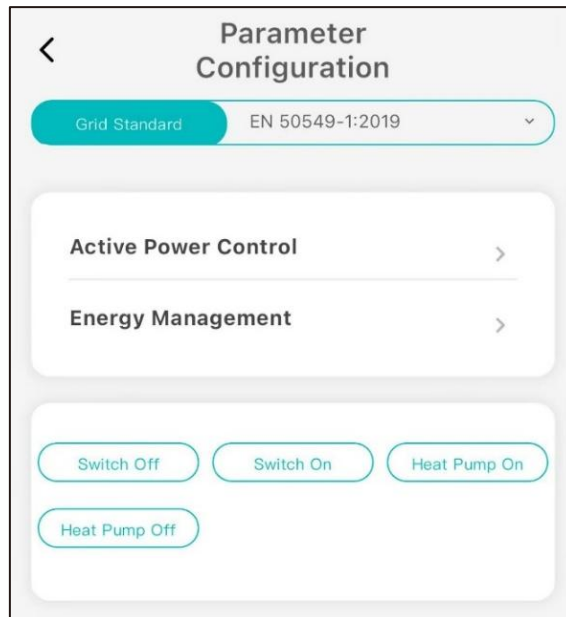 Parameter
Configuration
Grid Standard EN 50549-1:2019
Active Power Control
Energy Management
Switch Off Switch On Heat Pump On
Heat Pump Off